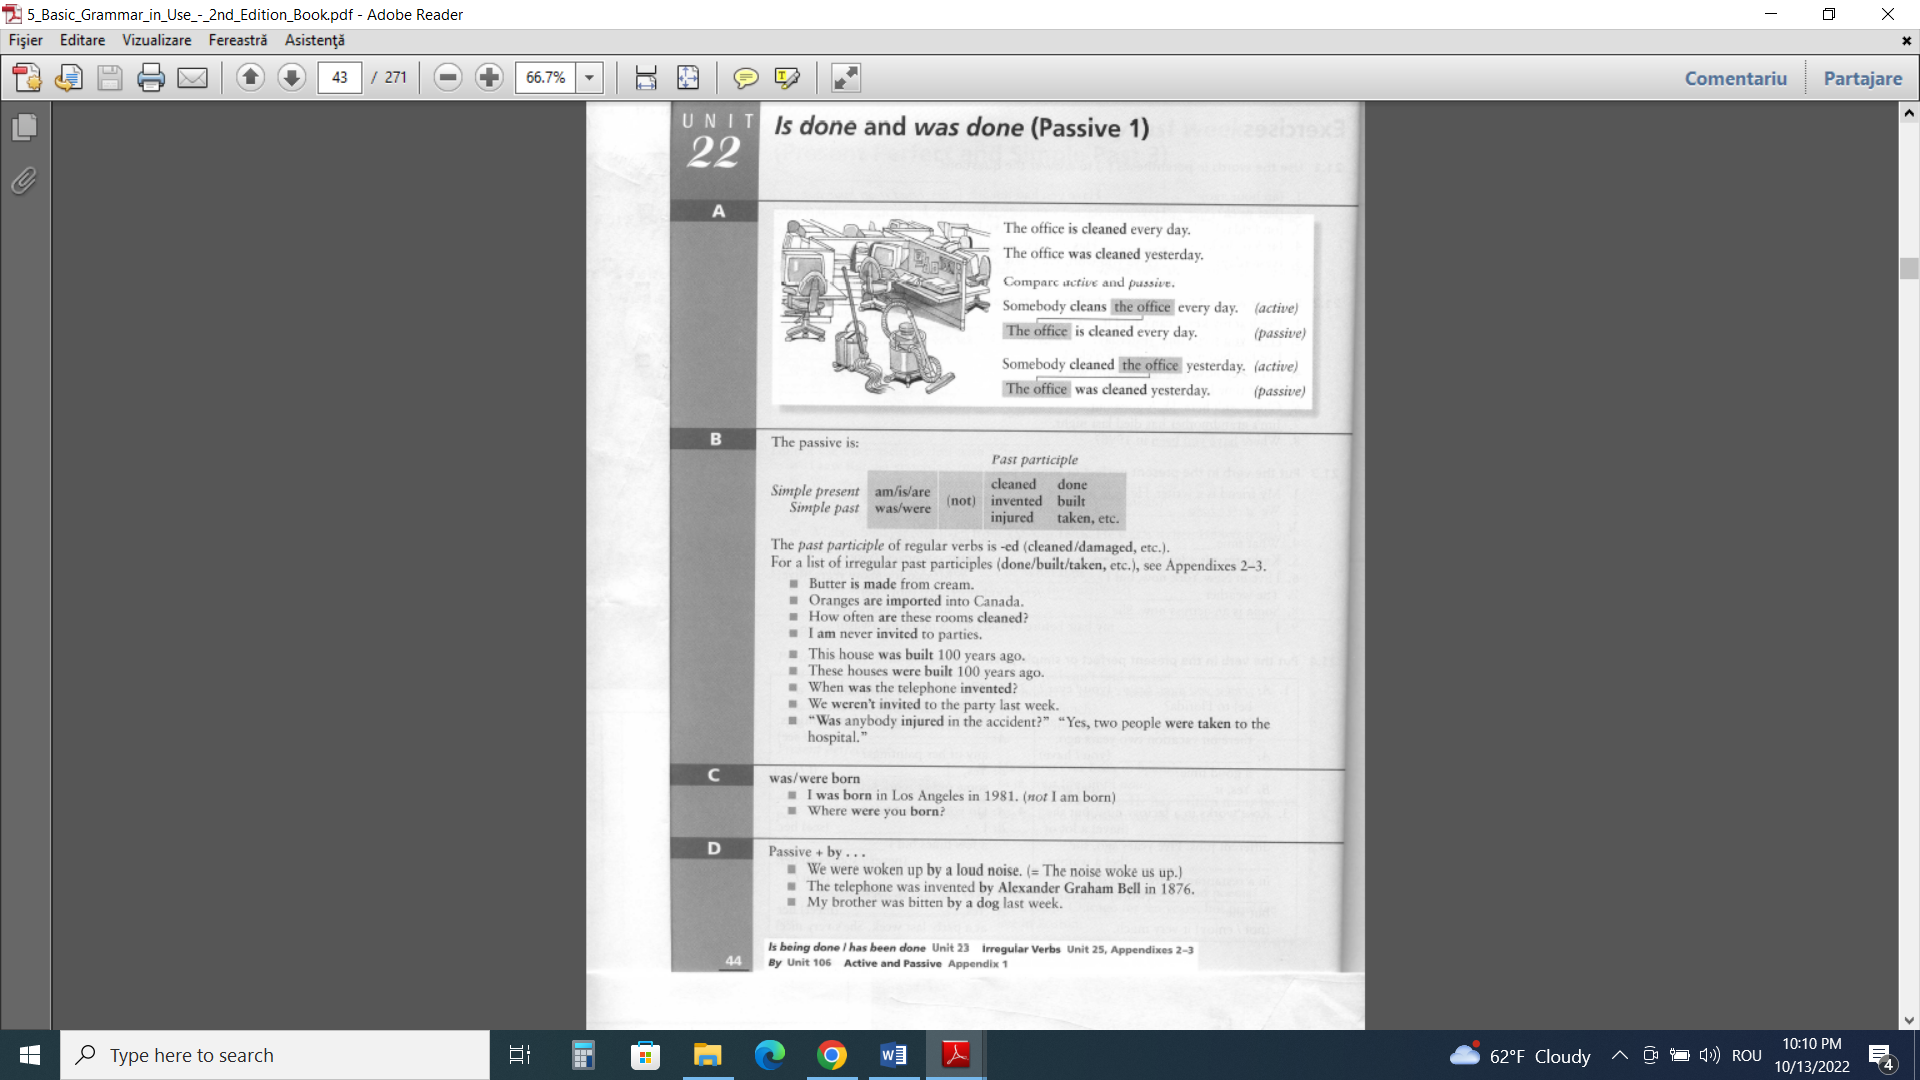 5_Basic_Grammar_in_Use_-_2nd_Edition_Book.pdf - Adobe Reader
Fişier Editare Vizualizare Fereastră Asistenţă
43 / 271 66.7% Comentariu Partajare
UNIT
22
Is done and was done (Passive 1)
A
The office is cleaned every day.
The office was cleaned yesterday.
Compare active and passive.
Somebody cleans the office every day. (active)
The office is cleaned every day. (passive)
Somebody cleaned the office yesterday. (active)
The office was cleaned yesterday. (passive)
B
The passive is:
Past participle
Simple present am/is/are (not) cleaned done
Simple past was/were invented built
injured taken, etc.
The past participle of regular verbs is -ed (cleaned/damaged, etc.).
For a list of irregular past participles (done/built/taken, etc.), see Appendixes 2–3.
■ Butter is made from cream.
■ Oranges are imported into Canada.
■ How often are these rooms cleaned?
■ I am never invited to parties.
■ This house was built 100 years ago.
■ These houses were built 100 years ago.
■ When was the telephone invented?
■ We weren't invited to the party last week.
■ “Was anybody injured in the accident?” “Yes, two people were taken to the
hospital.”
C
was/were born
■ I was born in Los Angeles in 1981. (not I am born)
■ Where were you born?
D
Passive + by . . .
■ We were woken up by a loud noise. (= The noise woke us up.)
■ The telephone was invented by Alexander Graham Bell in 1876.
■ My brother was bitten by a dog last week.
Is being done / has been done Unit 23 Irregular Verbs Unit 25, Appendixes 2–3
By Unit 106 Active and Passive Appendix 1
44
Type here to search
62°F Cloudy
ROU
10:10 PM
10/13/2022
4